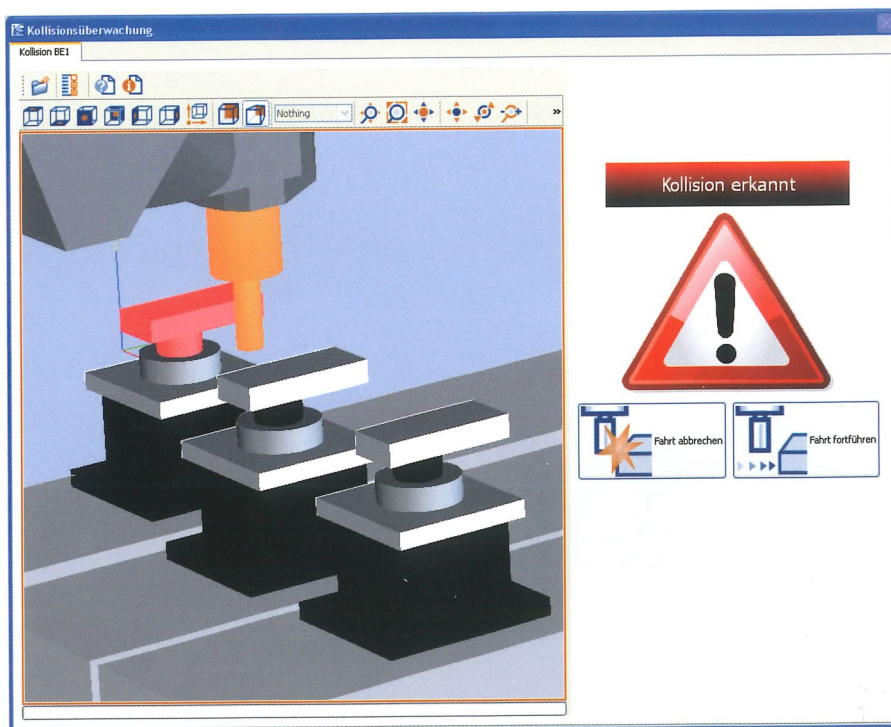 Kollisionsüberwachung
Kollision BE1
Nothing
»
Kollision erkannt
Fahrt abbrechen
Fahrt fortführen